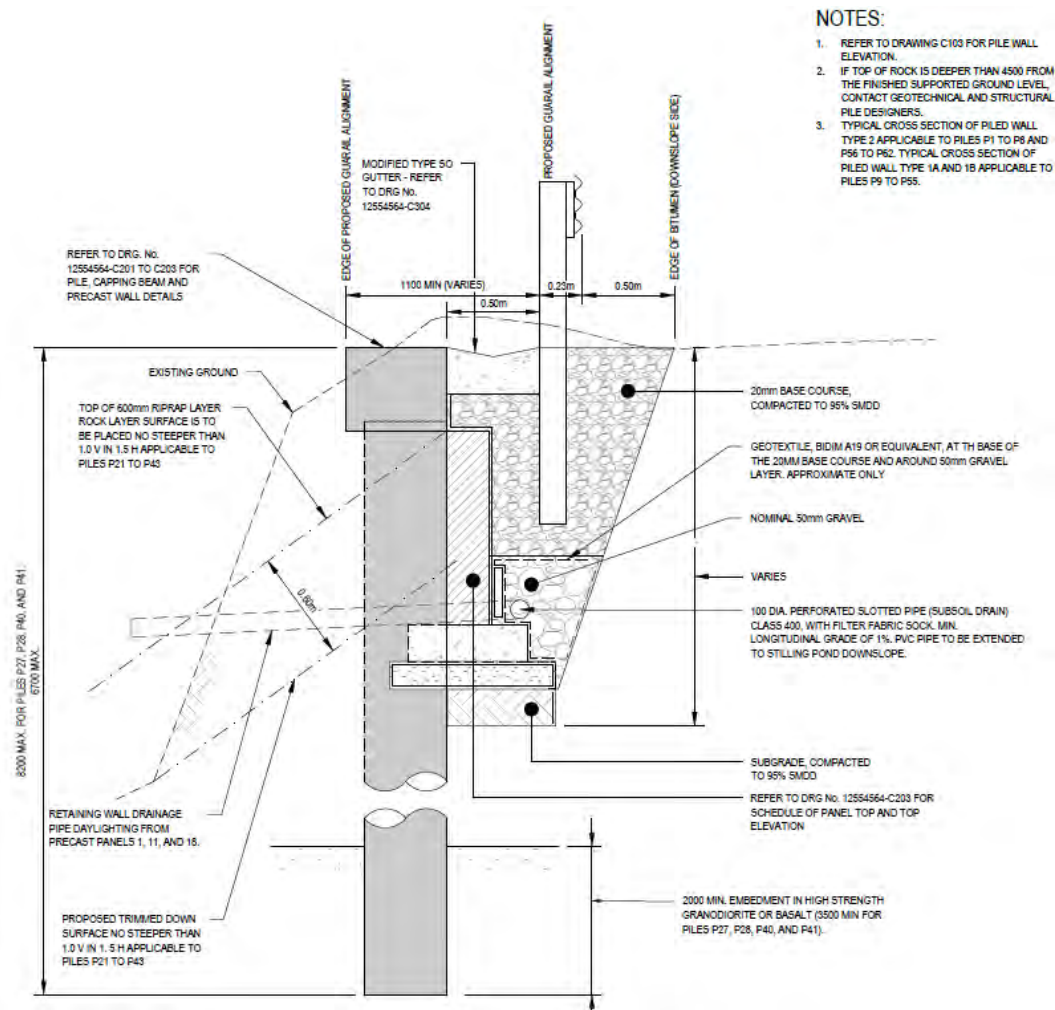 NOTES:
1. REFER TO DRAWING C103 FOR PILE WALL
ELEVATION.
2. IF TOP OF ROCK IS DEEPER THAN 4500 FROM
THE FINISHED SUPPORTED GROUND LEVEL,
CONTACT GEOTECHNICAL AND STRUCTURAL
PILE DESIGNERS.
3. TYPICAL CROSS SECTION OF PILED WALL
TYPE 2 APPLICABLE TO PILES P1 TO P8 AND
P56 TO P62. TYPICAL CROSS SECTION OF
PILED WALL TYPE 1A AND 1B APPLICABLE TO
PILES P9 TO P55.
EDGE OF PROPOSED GUARAIL ALIGNMENT
PROPOSED GUARAIL ALIGNMENT
EDGE OF BITUMEN (DOWNSLOPE SIDE)
MODIFIED TYPE SO
GUTTER - REFER
TO DRG No.
12554564-C304
REFER TO DRG. No.
12554564-C201 TO C203 FOR
PILE, CAPPING BEAM AND
PRECAST WALL DETAILS
1100 MIN (VARIES)
0.23m
0.50m
0.50m
EXISTING GROUND
TOP OF 600mm RIPRAP LAYER
ROCK LAYER SURFACE IS TO
BE PLACED NO STEEPER THAN
1.0 V IN 1.5 H APPLICABLE TO
PILES P21 TO P43
20mm BASE COURSE,
COMPACTED TO 95% SMDD
GEOTEXTILE, BIDIM A19 OR EQUIVALENT, AT TH BASE OF
THE 20MM BASE COURSE AND AROUND 50mm GRAVEL
LAYER. APPROXIMATE ONLY
NOMINAL 50mm GRAVEL
VARIES
0.60m
100 DIA. PERFORATED SLOTTED PIPE (SUBSOIL DRAIN)
CLASS 400, WITH FILTER FABRIC SOCK. MIN.
LONGITUDINAL GRADE OF 1%. PVC PIPE TO BE EXTENDED
TO STILLING POND DOWNSLOPE.
8200 MAX. FOR PILES P27, P28, P40, AND P41.
6700 MAX.
SUBGRADE, COMPACTED
TO 95% SMDD
REFER TO DRG No. 12554564-C203 FOR
SCHEDULE OF PANEL TOP AND TOP
ELEVATION
RETAINING WALL DRAINAGE
PIPE DAYLIGHTING FROM
PRECAST PANELS 1, 11, AND 16.
2000 MIN. EMBEDMENT IN HIGH STRENGTH
GRANODIORITE OR BASALT (3500 MIN FOR
PILES P27, P28, P40, AND P41).
PROPOSED TRIMMED DOWN
SURFACE NO STEEPER THAN
1.0 V IN 1. 5 H APPLICABLE TO
PILES P21 TO P43